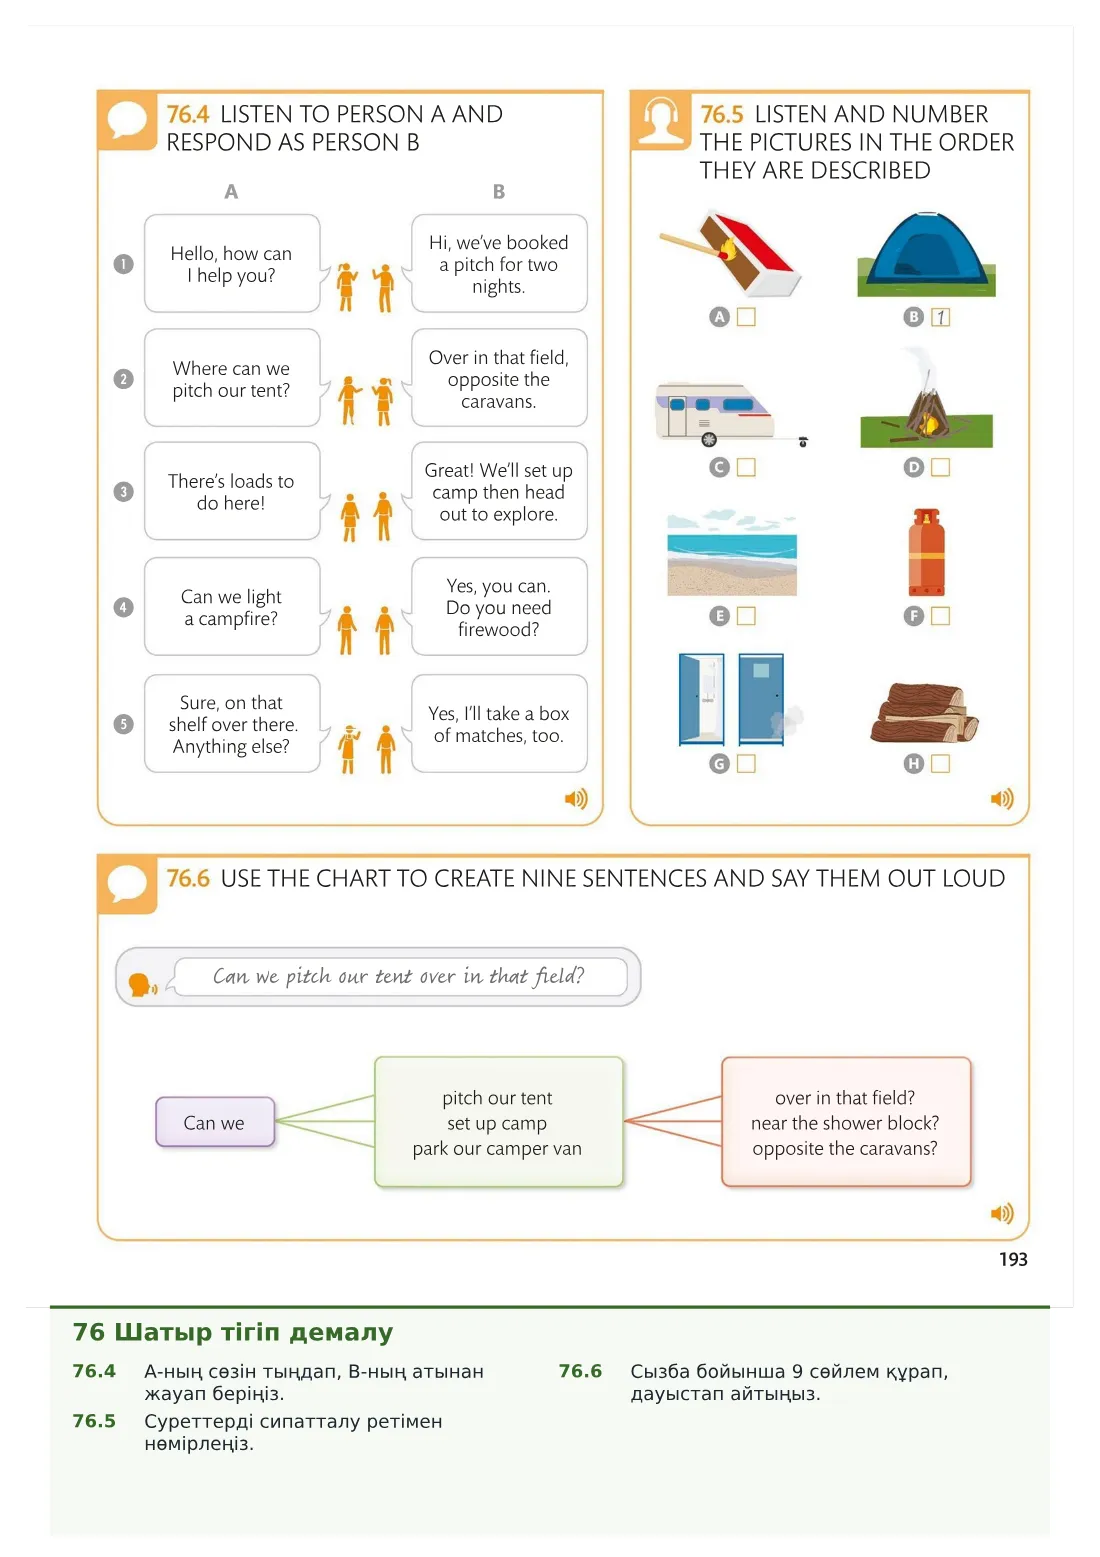 76.4 LISTEN TO PERSON A AND
RESPOND AS PERSON B
A
B
1
Hello, how can
I help you?
Hi, we've booked
a pitch for two
nights.
2
Where can we
pitch our tent?
Over in that field,
opposite the
caravans.
3
There's loads to
do here!
Great! We'll set up
camp then head
out to explore.
4
Can we light
a campfire?
Yes, you can.
Do you need
firewood?
5
Sure, on that
shelf over there.
Anything else?
Yes, I'll take a box
of matches, too.
76.5 LISTEN AND NUMBER
THE PICTURES IN THE ORDER
THEY ARE DESCRIBED
A
B 1
C
D
E
F
G
H
76.6 USE THE CHART TO CREATE NINE SENTENCES AND SAY THEM OUT LOUD
Can we pitch our tent over in that field?
Can we
pitch our tent
set up camp
park our camper van
over in that field?
near the shower block?
opposite the caravans?
193
76 Шатыр тігіп демалу
76.4 А-ның сөзін тыңдап, В-ның атынан
жауап беріңіз.
76.5 Суреттерді сипатталу ретімен
нөмірлеңіз.
76.6 Сызба бойынша 9 сөйлем құрап,
дауыстап айтыңыз.